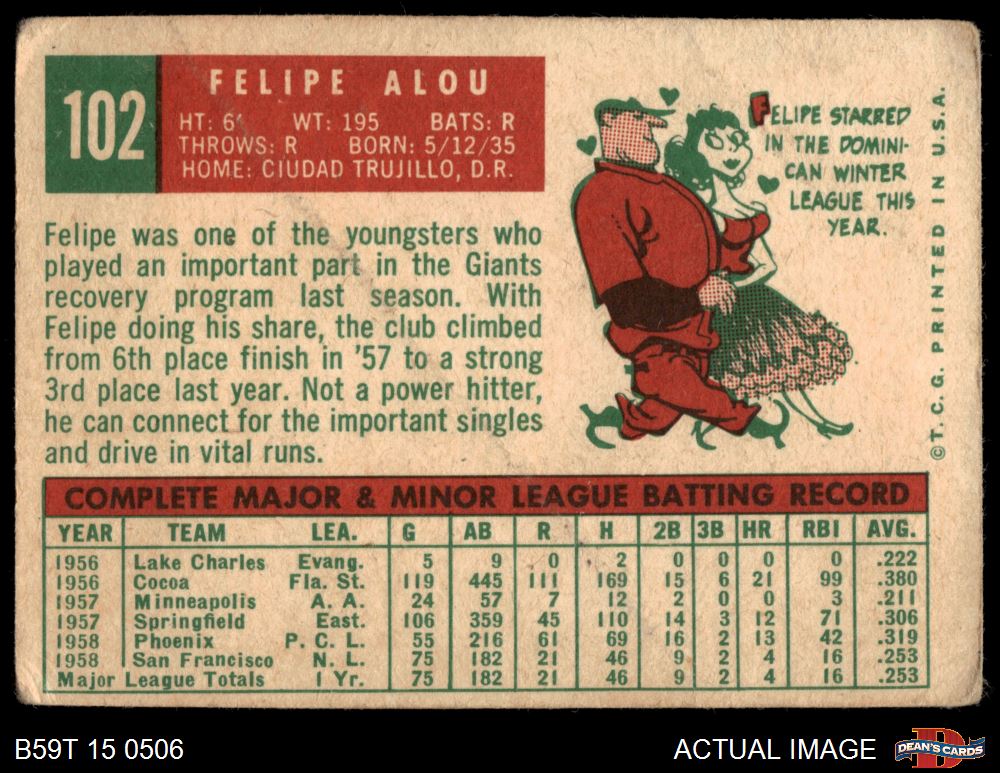 102
FELIPE ALOU
HT: 6' WT: 195 BATS: R
THROWS: R BORN: 5/12/35
HOME: CIUDAD TRUJILLO, D.R.
FELIPE STARRED
IN THE DOMINI-
CAN WINTER
LEAGUE THIS
YEAR.
©T.C.G. PRINTED IN U.S.A.
Felipe was one of the youngsters who
played an important part in the Giants
recovery program last season. With
Felipe doing his share, the club climbed
from 6th place finish in '57 to a strong
3rd place last year. Not a power hitter,
he can connect for the important singles
and drive in vital runs.
COMPLETE MAJOR & MINOR LEAGUE BATTING RECORD
YEAR TEAM LEA. G AB R H 2B 3B HR RBI AVG.
1956 Lake Charles Evang. 5 9 0 2 0 0 0 0 .222
1956 Cocoa Fla. St. 119 445 111 169 15 6 21 99 .380
1957 Minneapolis A. A. 24 57 7 12 2 0 0 3 .211
1957 Springfield East. 106 359 45 110 14 3 12 71 .306
1958 Phoenix P. C. L. 55 216 61 69 16 2 13 42 .319
1958 San Francisco N. L. 75 182 21 46 9 2 4 16 .253
Major League Totals 1 Yr. 75 182 21 46 9 2 4 16 .253
B59T 15 0506
ACTUAL IMAGE
DEAN'S CARDS